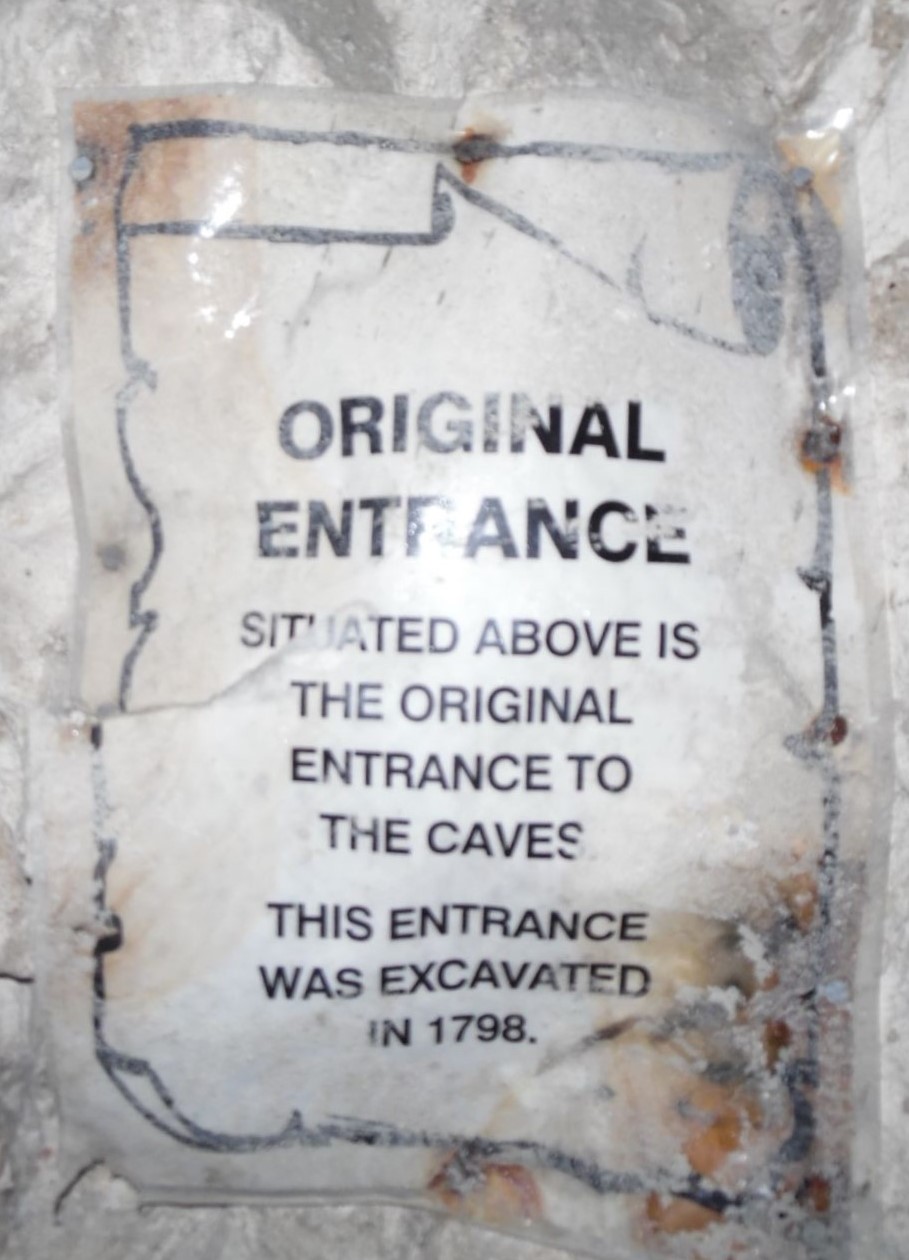 ORIGINAL
ENTRANCE
SITUATED ABOVE IS
THE ORIGINAL
ENTRANCE TO
THE CAVES
THIS ENTRANCE
WAS EXCAVATED
IN 1798.